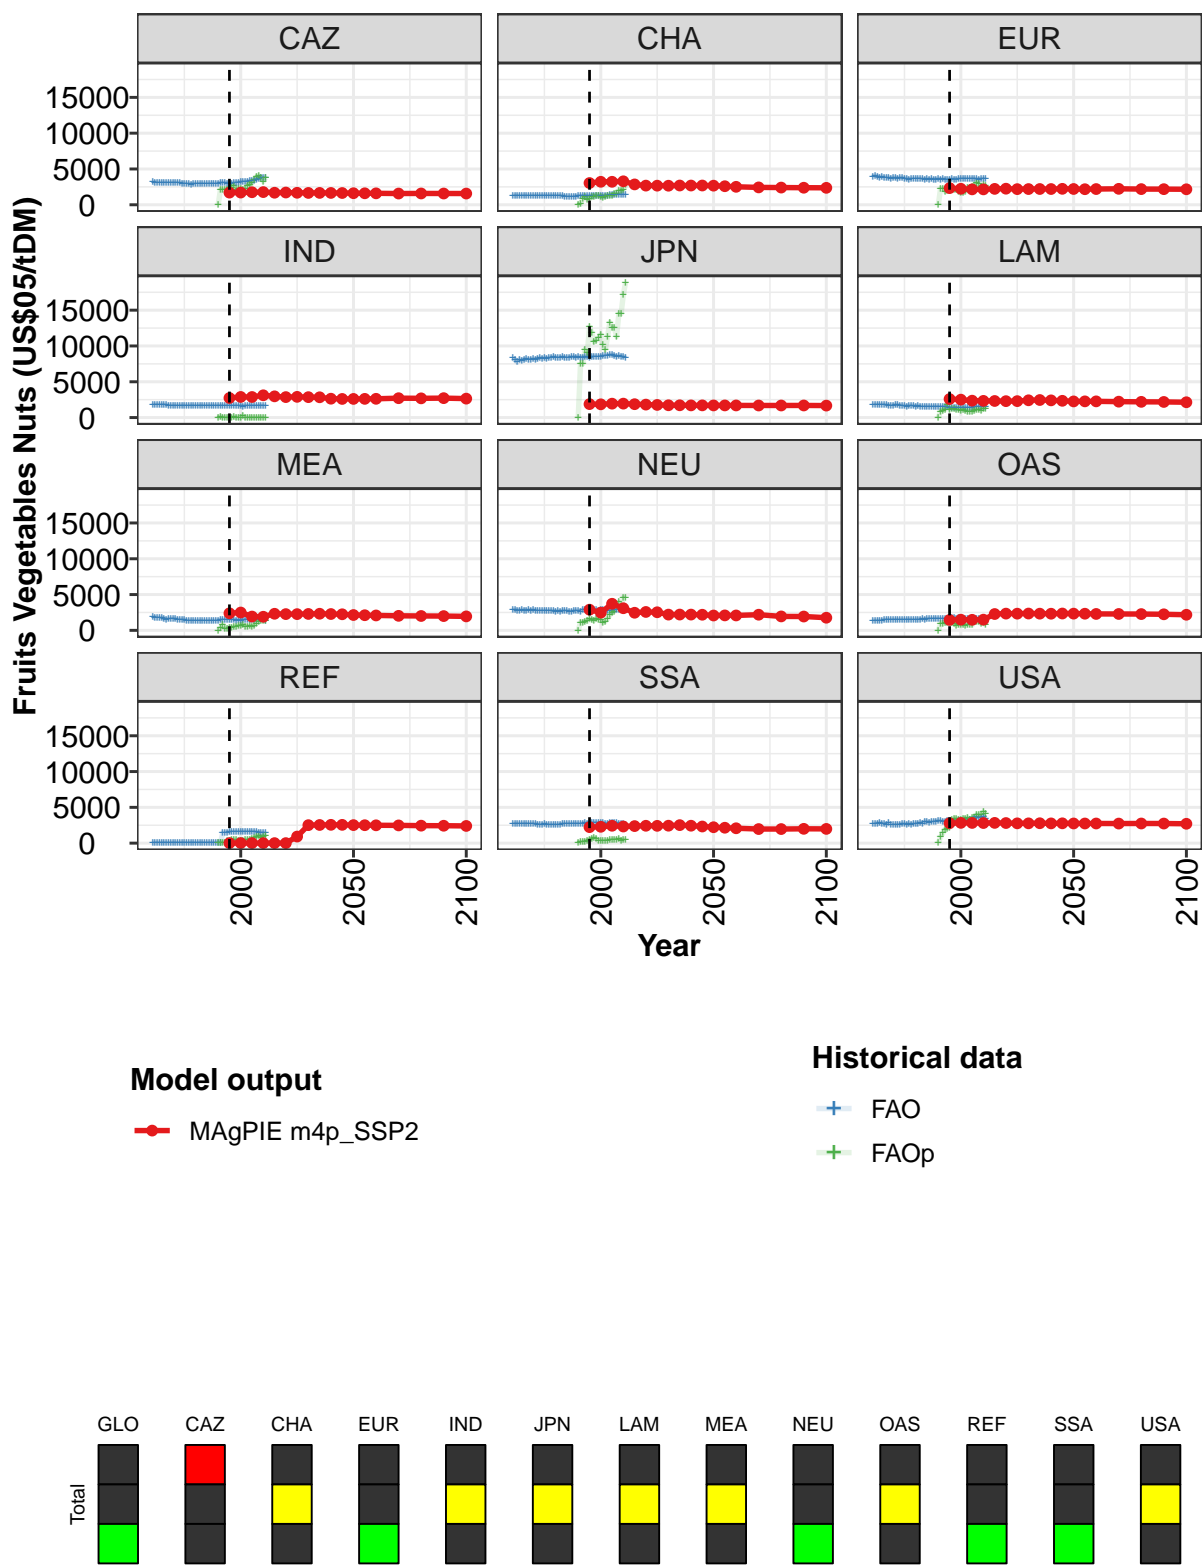 CAZ CHA EUR
15000
10000
5000
0
IND JPN LAM
15000
10000
5000
0
MEA NEU OAS
15000
10000
5000
0
REF SSA USA
15000
10000
5000
0
2000 2050 2100 2000 2050 2100 2000 2050 2100
Year
Fruits Vegetables Nuts (US$05/tDM)
Model output
MAgPIE m4p_SSP2
Historical data
FAO
FAOp
GLO CAZ CHA EUR IND JPN LAM MEA NEU OAS REF SSA USA
Total